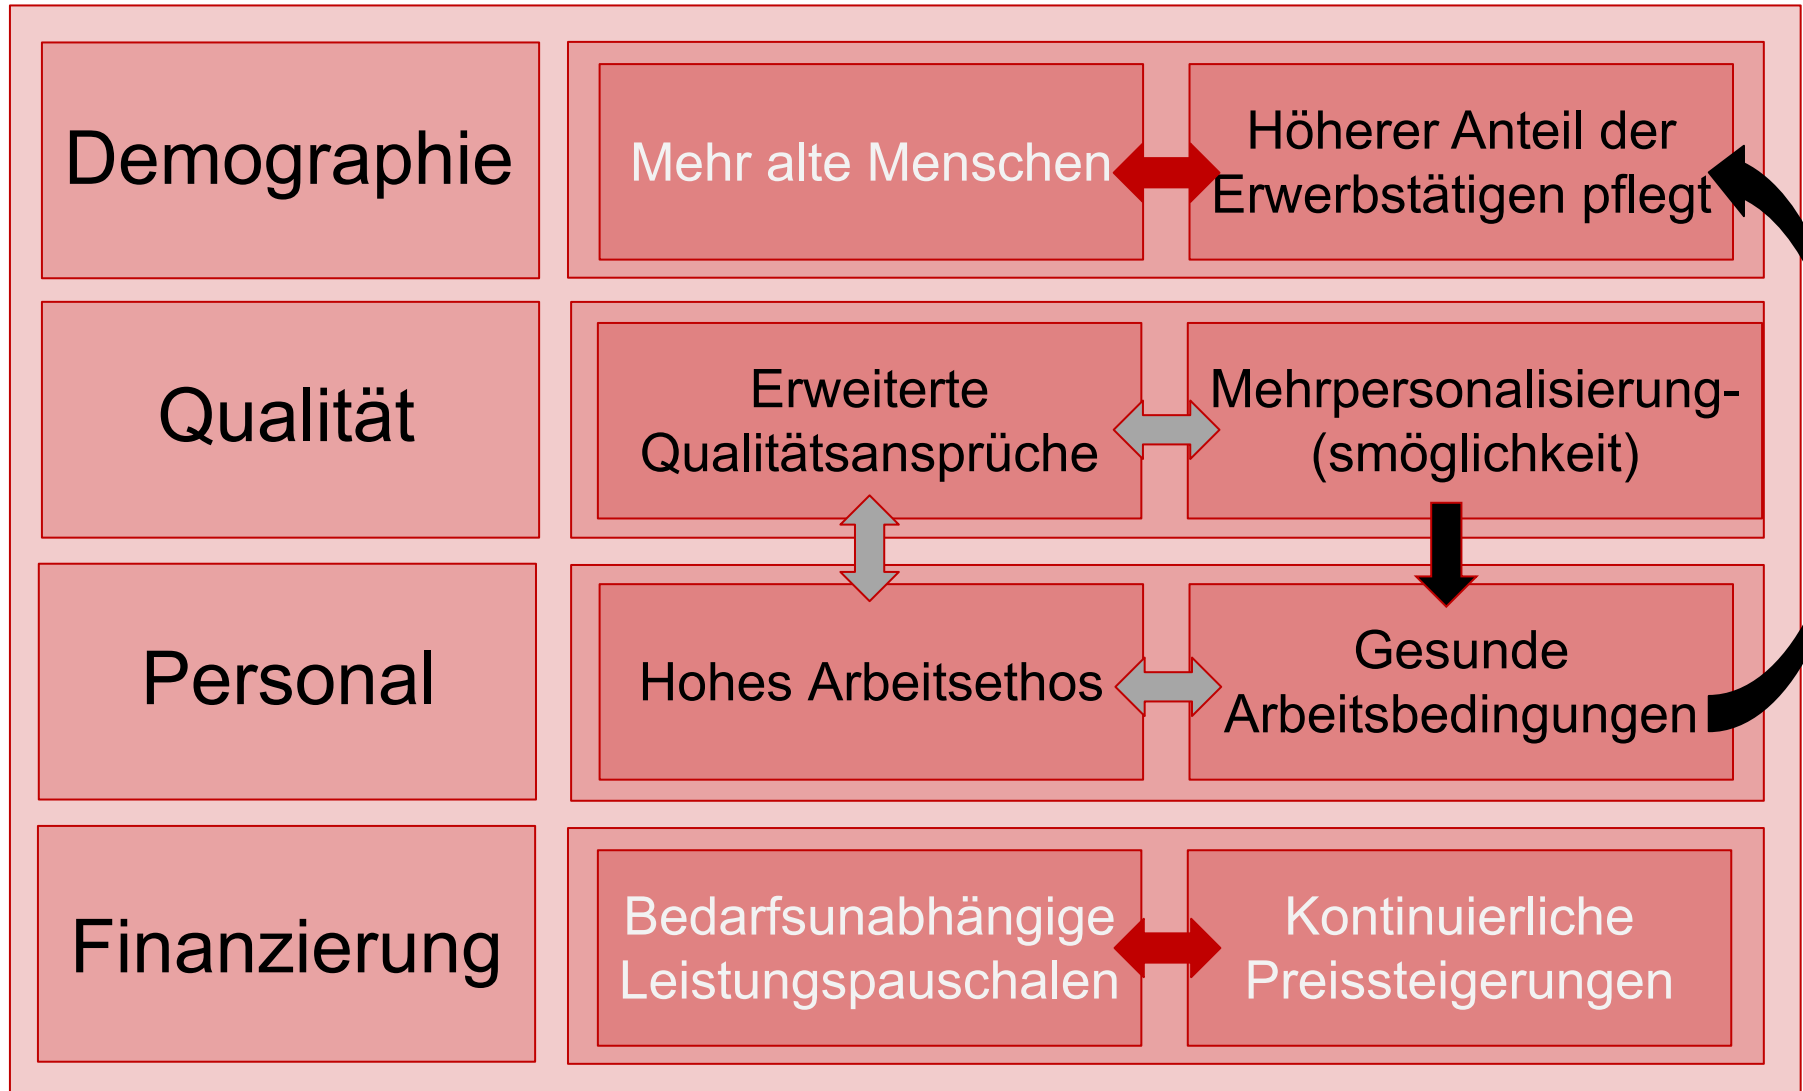 Demographie
Mehr alte Menschen
Höherer Anteil der
Erwerbstätigen pflegt
Qualität
Erweiterte
Qualitätsansprüche
Mehrpersonalisierung-
(smöglichkeit)
Personal
Hohes Arbeitsethos
Gesunde
Arbeitsbedingungen
Finanzierung
Bedarfsunabhängige
Leistungspauschalen
Kontinuierliche
Preissteigerungen